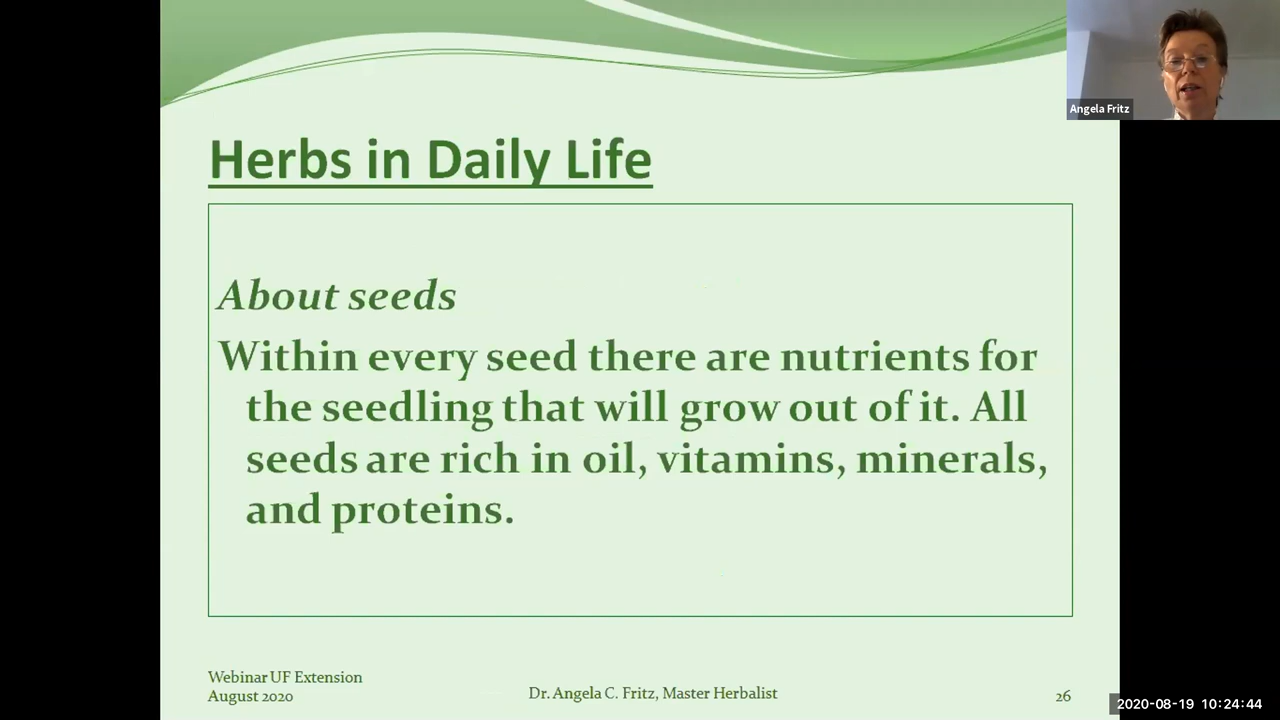 Angela Fritz
Herbs in Daily Life
About seeds
Within every seed there are nutrients for
the seedling that will grow out of it. All
seeds are rich in oil, vitamins, minerals,
and proteins.
Webinar UF Extension
August 2020
Dr. Angela C. Fritz, Master Herbalist
26
2020-08-19 10:24:44